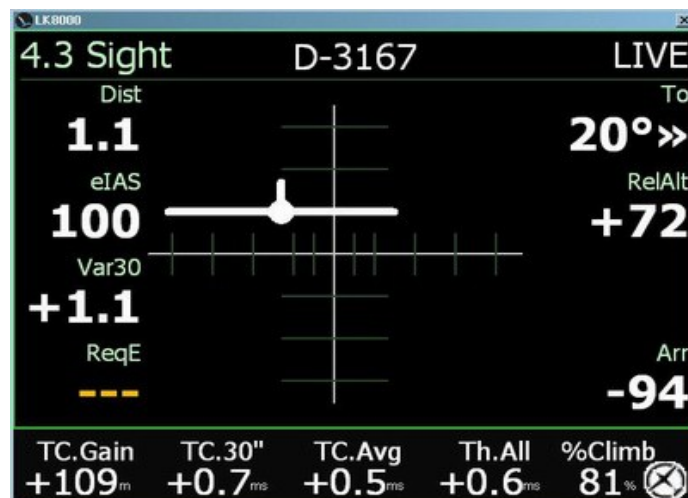 LK8000
4.3 Sight D-3167 LIVE
Dist To
1.1 20°»
eIAS RelAlt
100 +72
Var30
+1.1
ReqE Arr
--- -94
TC.Gain TC.30" TC.Avg Th.All %Climb
+109m +0.7ms +0.5ms +0.6ms 81%